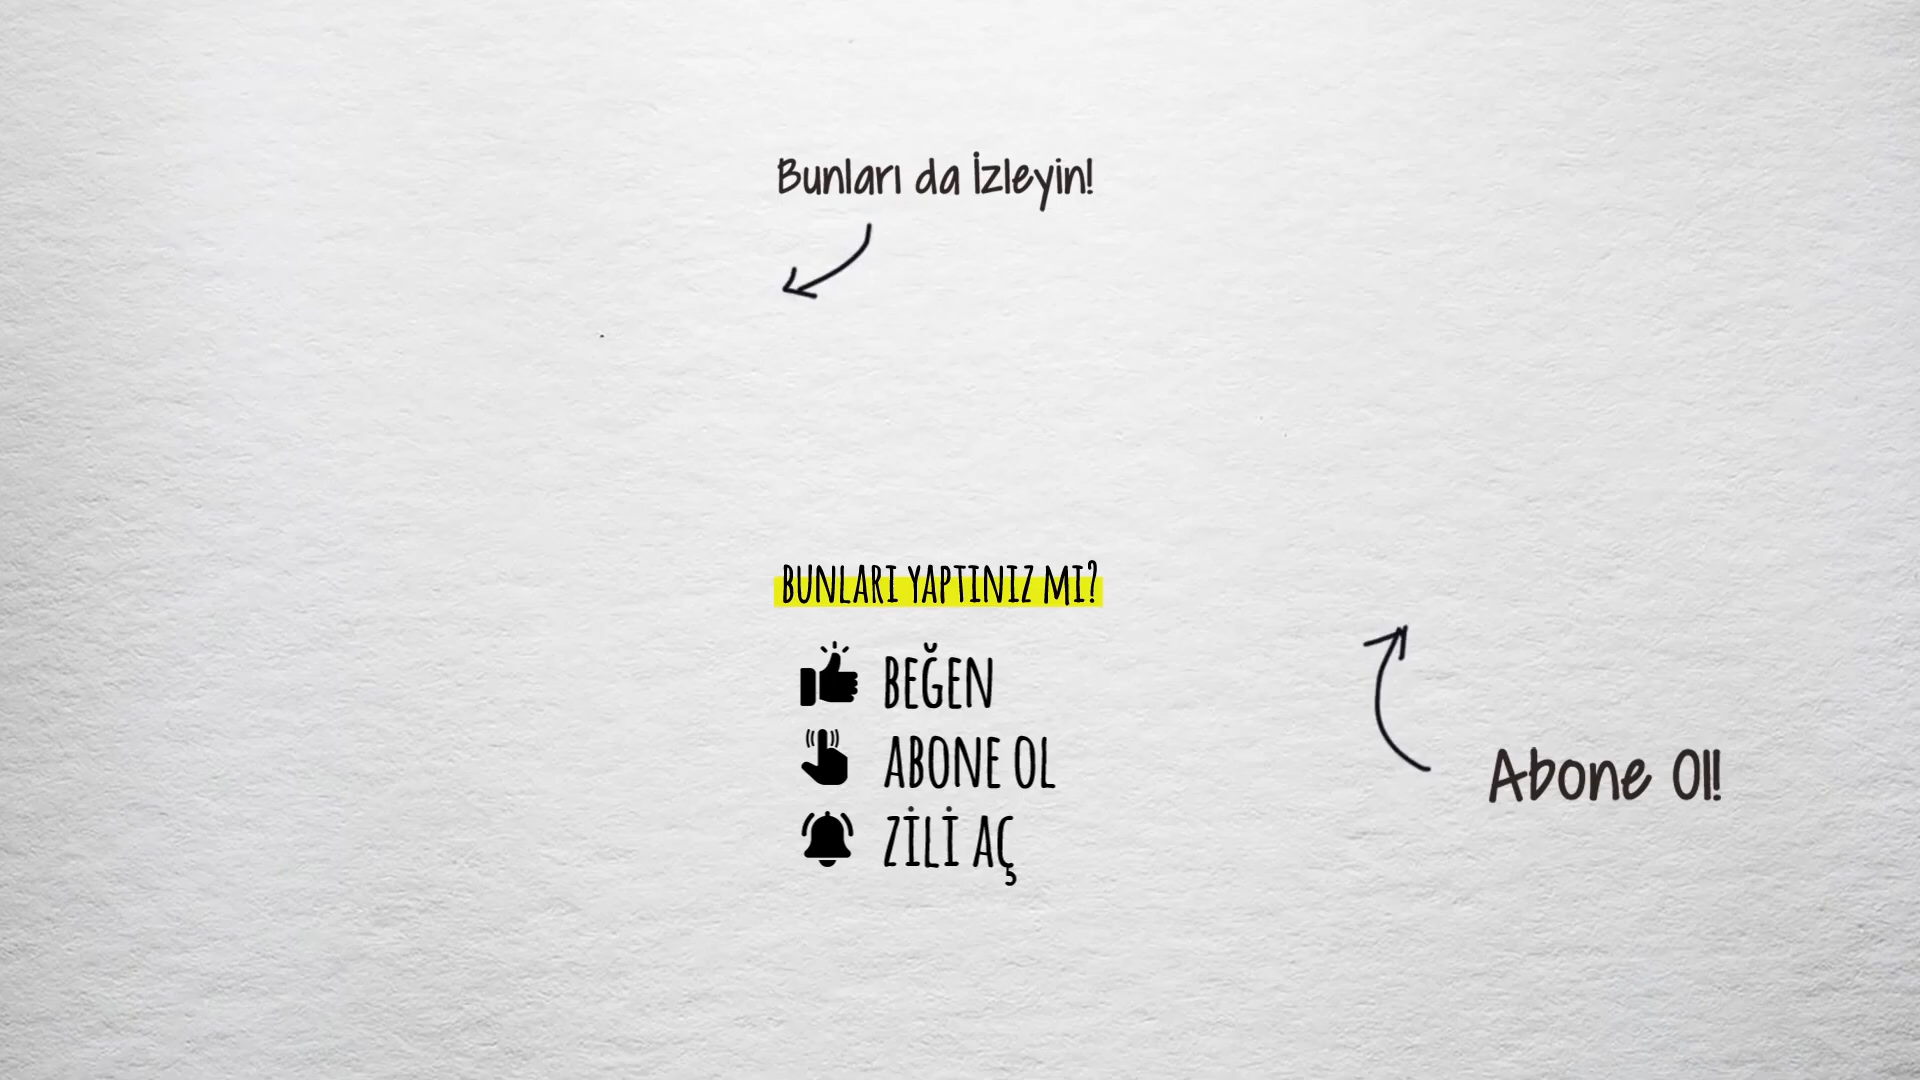 Bunları da İzleyin!
BUNLARI YAPTINIZ MI?
BEĞEN
ABONE OL
ZİLİ AÇ
Abone Ol!